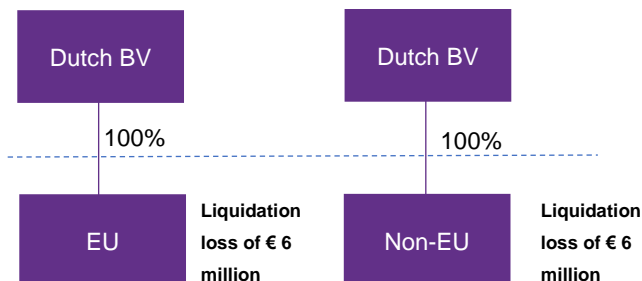 Dutch BV
Dutch BV
100%
100%
EU
Liquidation
loss of € 6
million
Non-EU
Liquidation
loss of € 6
million